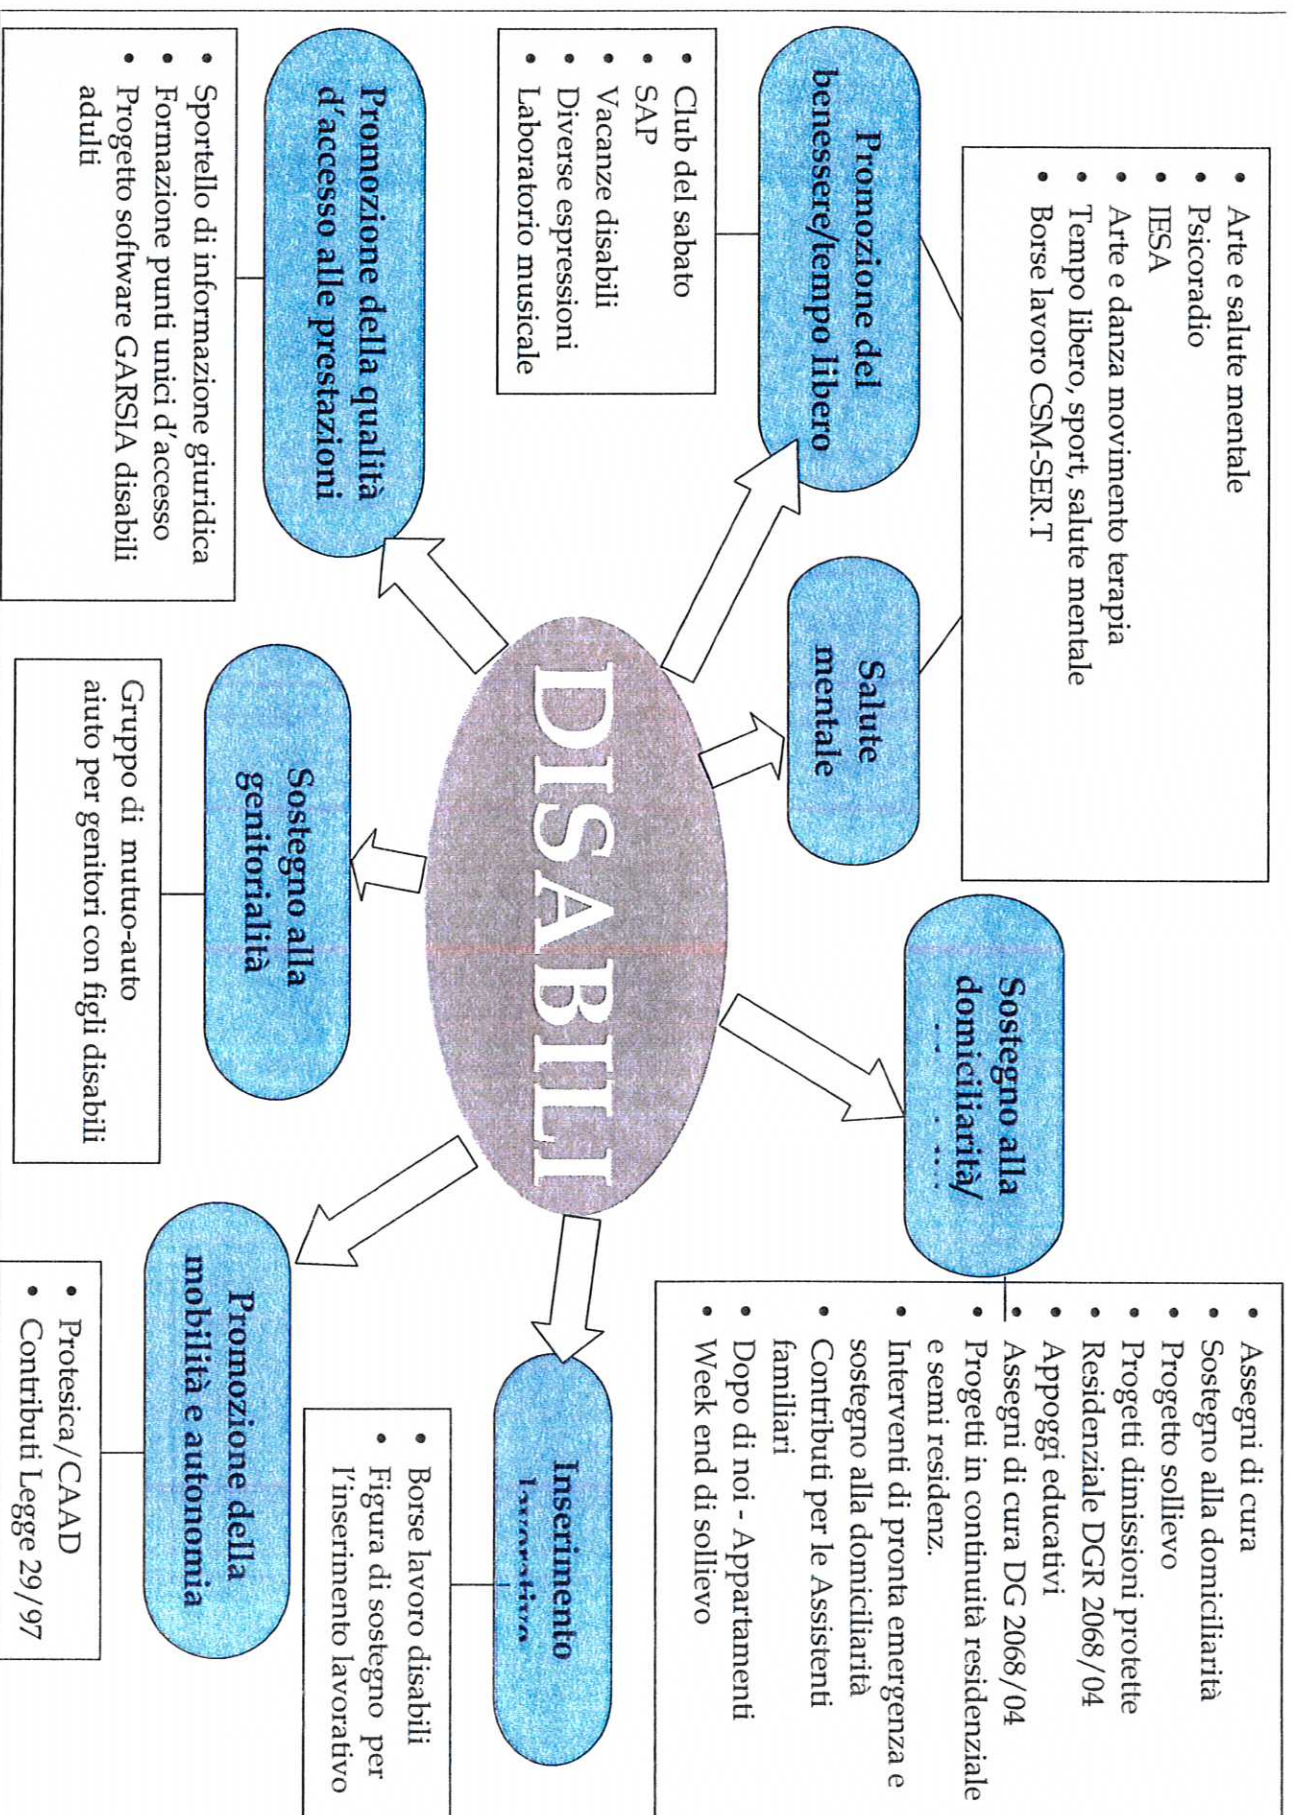 • Arte e salute mentale
• Psicoradio
• IESA
• Arte e danza movimento terapia
• Tempo libero, sport, salute mentale
• Borse lavoro CSM-SER.T
Promozione del
benessere/tempo libero
• Club del sabato
• SAP
• Vacanze disabili
• Diverse espressioni
• Laboratorio musicale
Salute
mentale
Sostegno alla
domiciliarità/
• Assegni di cura
• Sostegno alla domiciliarità
• Progetto sollievo
• Progetti dimissioni protette
• Residenziale DGR 2068/04
• Appoggi educativi
• Assegni di cura DG 2068/04
• Progetti in continuità residenziale
e semi residenz.
• Interventi di pronta emergenza e
sostegno alla domiciliarità
• Contributi per le Assistenti
familiari
• Dopo di noi - Appartamenti
• Week end di sollievo
DISABILI
Promozione della qualità
d'accesso alle prestazioni
• Sportello di informazione giuridica
• Formazione punti unici d'accesso
• Progetto software GARSIA disabili
adulti
Sostegno alla
genitorialità
Gruppo di mutuo-auto
aiuto per genitori con figli disabili
Inserimento
lavorativo
• Borse lavoro disabili
• Figura di sostegno per
l'inserimento lavorativo
Promozione della
mobilità e autonomia
• Protesica/CAAD
• Contributi Legge 29/97